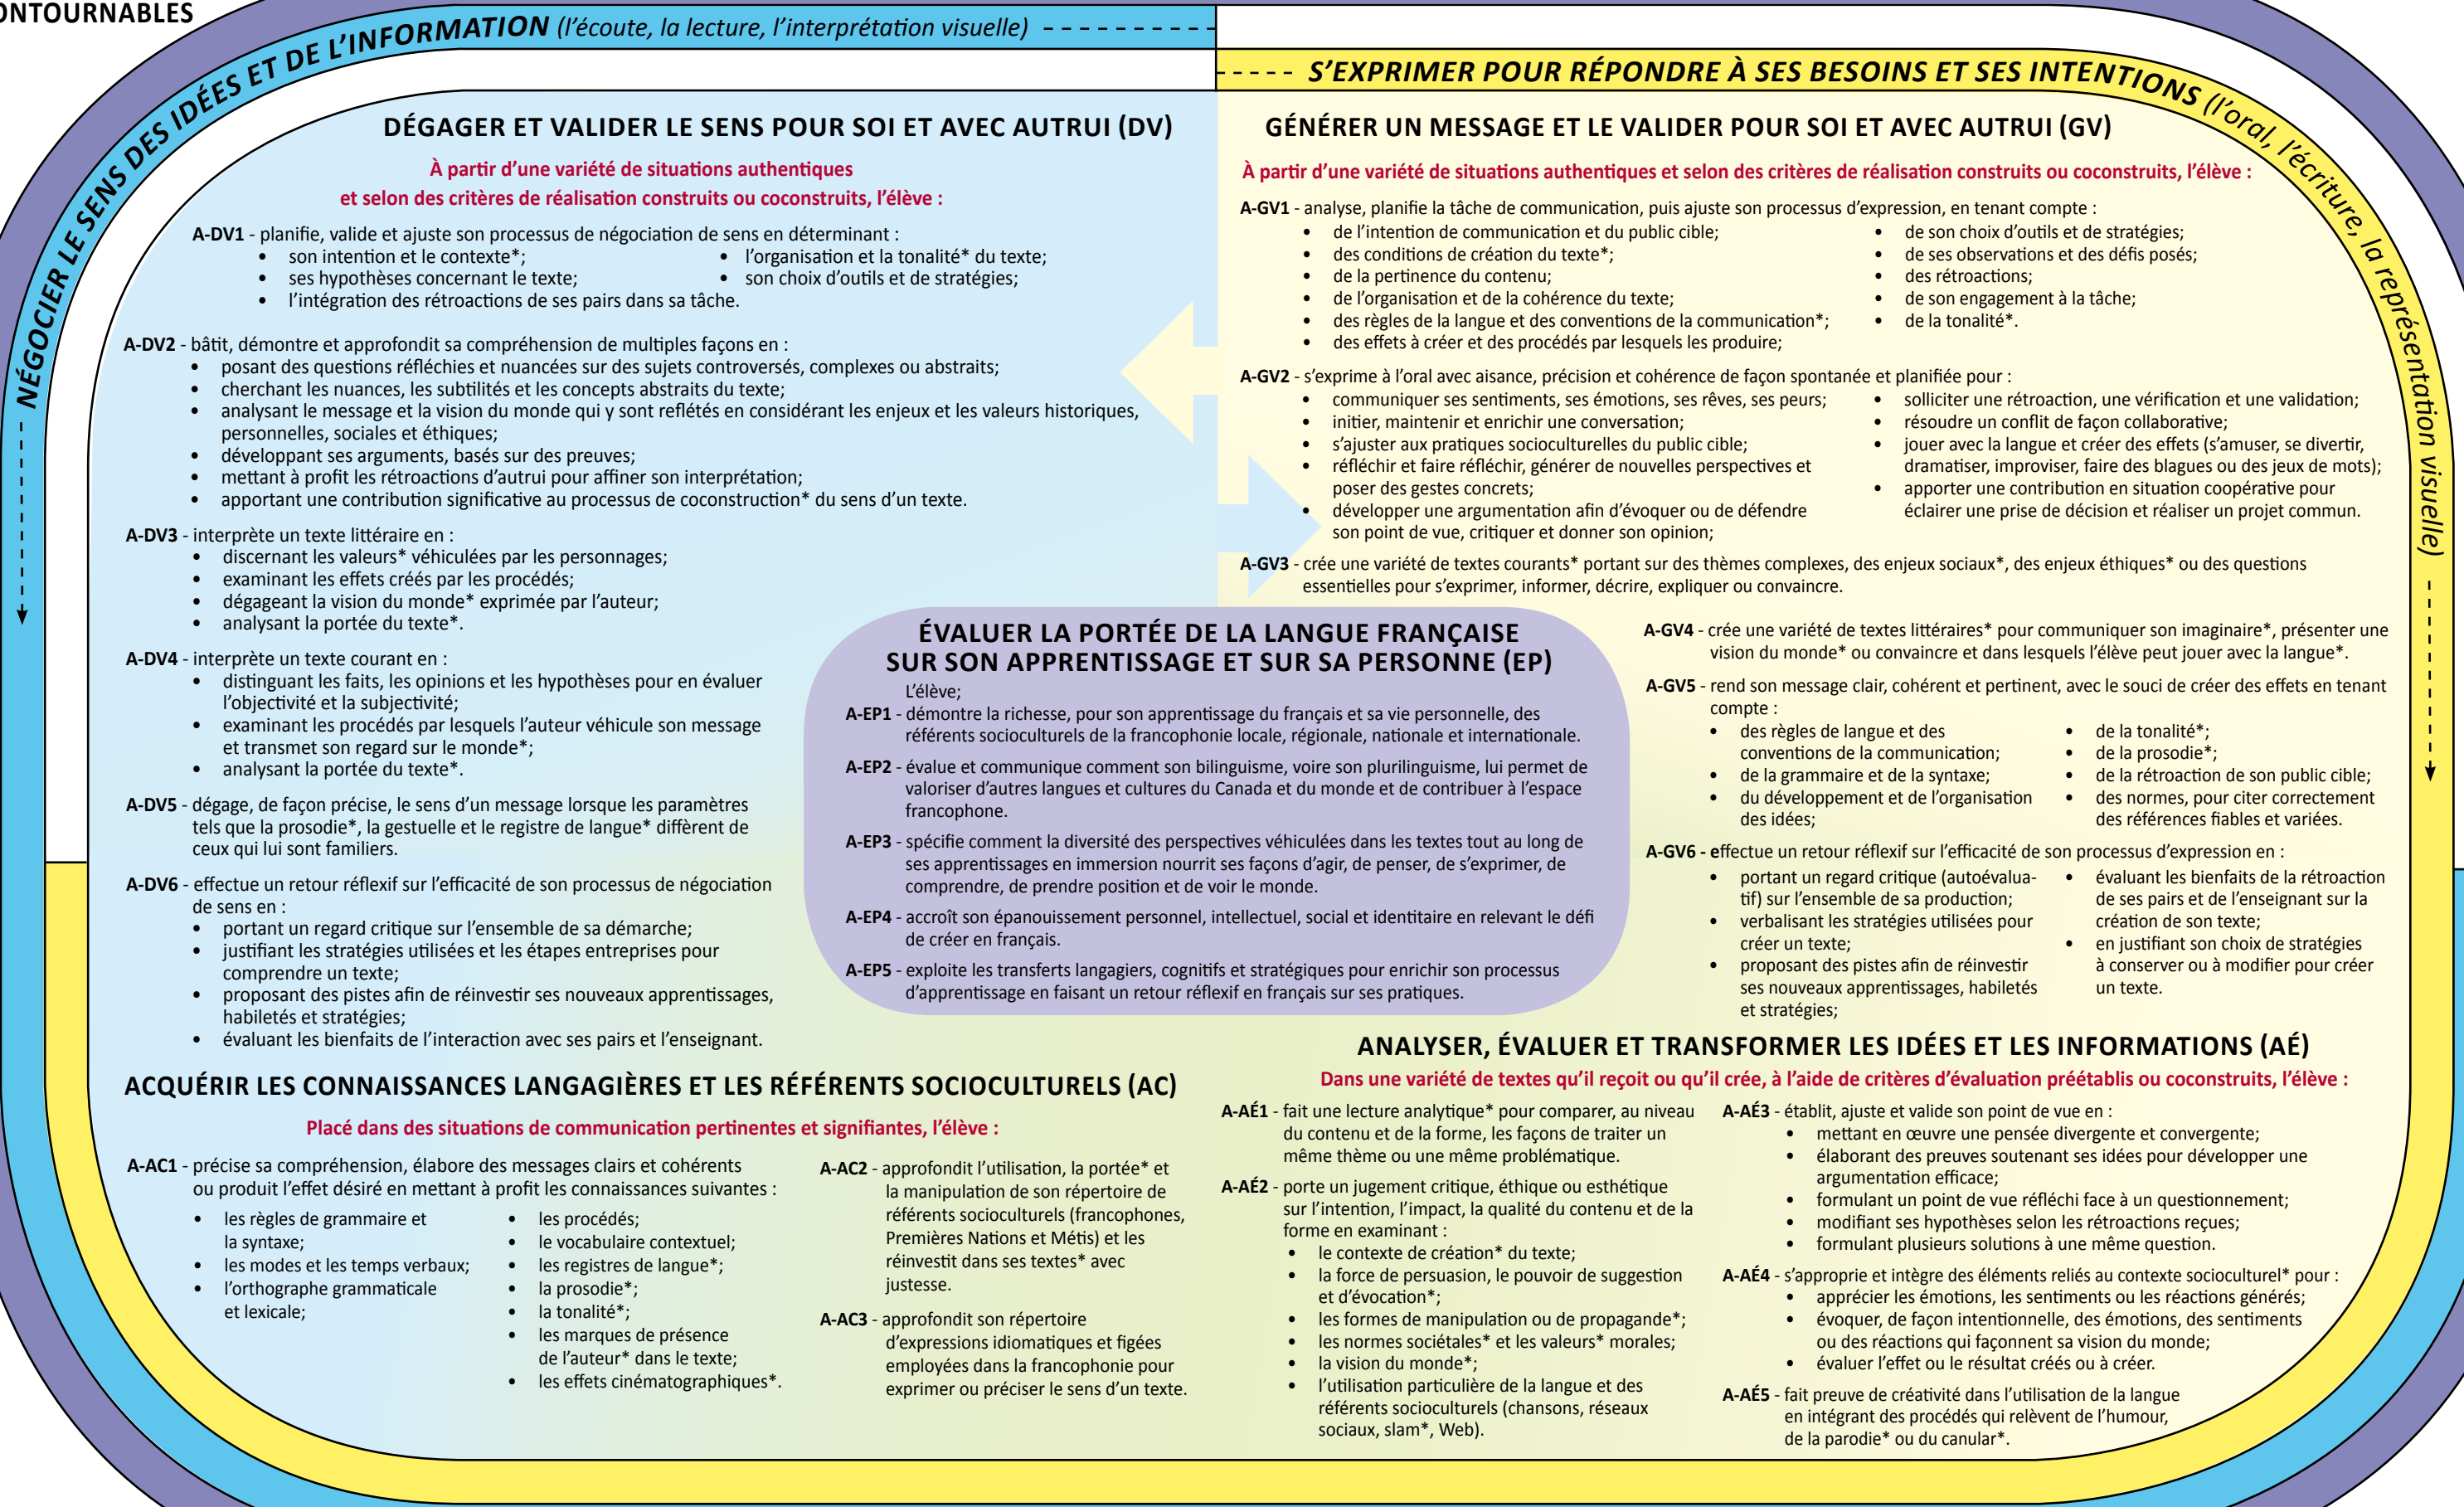 ONTOURNABLES
NÉGOCIER LE SENS DES IDÉES ET DE L'INFORMATION (l'écoute, la lecture, l'interprétation visuelle)
S'EXPRIMER POUR RÉPONDRE À SES BESOINS ET SES INTENTIONS (l'oral, l'écriture, la représentation visuelle)
DÉGAGER ET VALIDER LE SENS POUR SOI ET AVEC AUTRUI (DV)
À partir d'une variété de situations authentiques
et selon des critères de réalisation construits ou coconstruits, l'élève :
A-DV1 - planifie, valide et ajuste son processus de négociation de sens en déterminant :
• son intention et le contexte*;
• ses hypothèses concernant le texte;
• l'intégration des rétroactions de ses pairs dans sa tâche.
• l'organisation et la tonalité* du texte;
• son choix d'outils et de stratégies;
A-DV2 - bâtit, démontre et approfondit sa compréhension de multiples façons en :
• posant des questions réfléchies et nuancées sur des sujets controversés, complexes ou abstraits;
• cherchant les nuances, les subtilités et les concepts abstraits du texte;
• analysant le message et la vision du monde qui y sont reflétés en considérant les enjeux et les valeurs historiques,
personnelles, sociales et éthiques;
• développant ses arguments, basés sur des preuves;
• mettant à profit les rétroactions d'autrui pour affiner son interprétation;
• apportant une contribution significative au processus de coconstruction* du sens d'un texte.
A-DV3 - interprète un texte littéraire en :
• discernant les valeurs* véhiculées par les personnages;
• examinant les effets créés par les procédés;
• dégageant la vision du monde* exprimée par l'auteur;
• analysant la portée du texte*.
A-DV4 - interprète un texte courant en :
• distinguant les faits, les opinions et les hypothèses pour en évaluer
l'objectivité et la subjectivité;
• examinant les procédés par lesquels l'auteur véhicule son message
et transmet son regard sur le monde*;
• analysant la portée du texte*.
A-DV5 - dégage, de façon précise, le sens d'un message lorsque les paramètres
tels que la prosodie*, la gestuelle et le registre de langue* diffèrent de
ceux qui lui sont familiers.
A-DV6 - effectue un retour réflexif sur l'efficacité de son processus de négociation
de sens en :
• portant un regard critique sur l'ensemble de sa démarche;
• justifiant les stratégies utilisées et les étapes entreprises pour
comprendre un texte;
• proposant des pistes afin de réinvestir ses nouveaux apprentissages,
habiletés et stratégies;
• évaluant les bienfaits de l'interaction avec ses pairs et l'enseignant.
GÉNÉRER UN MESSAGE ET LE VALIDER POUR SOI ET AVEC AUTRUI (GV)
À partir d'une variété de situations authentiques et selon des critères de réalisation construits ou coconstruits, l'élève :
A-GV1 - analyse, planifie la tâche de communication, puis ajuste son processus d'expression, en tenant compte :
• de l'intention de communication et du public cible;
• des conditions de création du texte*;
• de la pertinence du contenu;
• de l'organisation et de la cohérence du texte;
• des règles de la langue et des conventions de la communication*;
• des effets à créer et des procédés par lesquels les produire;
• de son choix d'outils et de stratégies;
• de ses observations et des défis posés;
• des rétroactions;
• de son engagement à la tâche;
• de la tonalité*.
A-GV2 - s'exprime à l'oral avec aisance, précision et cohérence de façon spontanée et planifiée pour :
• communiquer ses sentiments, ses émotions, ses rêves, ses peurs;
• initier, maintenir et enrichir une conversation;
• s'ajuster aux pratiques socioculturelles du public cible;
• réfléchir et faire réfléchir, générer de nouvelles perspectives et
poser des gestes concrets;
• développer une argumentation afin d'évoquer ou de défendre
son point de vue, critiquer et donner son opinion;
• solliciter une rétroaction, une vérification et une validation;
• résoudre un conflit de façon collaborative;
• jouer avec la langue et créer des effets (s'amuser, se divertir,
dramatiser, improviser, faire des blagues ou des jeux de mots);
• apporter une contribution en situation coopérative pour
éclairer une prise de décision et réaliser un projet commun.
A-GV3 - crée une variété de textes courants* portant sur des thèmes complexes, des enjeux sociaux*, des enjeux éthiques* ou des questions
essentielles pour s'exprimer, informer, décrire, expliquer ou convaincre.
A-GV4 - crée une variété de textes littéraires* pour communiquer son imaginaire*, présenter une
vision du monde* ou convaincre et dans lesquels l'élève peut jouer avec la langue*.
A-GV5 - rend son message clair, cohérent et pertinent, avec le souci de créer des effets en tenant
compte :
• des règles de langue et des
conventions de la communication;
• de la grammaire et de la syntaxe;
• du développement et de l'organisation
des idées;
• de la tonalité*;
• de la prosodie*;
• de la rétroaction de son public cible;
• des normes, pour citer correctement
des références fiables et variées.
A-GV6 - effectue un retour réflexif sur l'efficacité de son processus d'expression en :
• portant un regard critique (autoévalua-
tif) sur l'ensemble de sa production;
• verbalisant les stratégies utilisées pour
créer un texte;
• proposant des pistes afin de réinvestir
ses nouveaux apprentissages, habiletés
et stratégies;
• évaluant les bienfaits de la rétroaction
de ses pairs et de l'enseignant sur la
création de son texte;
• en justifiant son choix de stratégies
à conserver ou à modifier pour créer
un texte.
ÉVALUER LA PORTÉE DE LA LANGUE FRANÇAISE
SUR SON APPRENTISSAGE ET SUR SA PERSONNE (EP)
L'élève;
A-EP1 - démontre la richesse, pour son apprentissage du français et sa vie personnelle, des
référents socioculturels de la francophonie locale, régionale, nationale et internationale.
A-EP2 - évalue et communique comment son bilinguisme, voire son plurilinguisme, lui permet de
valoriser d'autres langues et cultures du Canada et du monde et de contribuer à l'espace
francophone.
A-EP3 - spécifie comment la diversité des perspectives véhiculées dans les textes tout au long de
ses apprentissages en immersion nourrit ses façons d'agir, de penser, de s'exprimer, de
comprendre, de prendre position et de voir le monde.
A-EP4 - accroît son épanouissement personnel, intellectuel, social et identitaire en relevant le défi
de créer en français.
A-EP5 - exploite les transferts langagiers, cognitifs et stratégiques pour enrichir son processus
d'apprentissage en faisant un retour réflexif en français sur ses pratiques.
ACQUÉRIR LES CONNAISSANCES LANGAGIÈRES ET LES RÉFÉRENTS SOCIOCULTURELS (AC)
Placé dans des situations de communication pertinentes et signifiantes, l'élève :
A-AC1 - précise sa compréhension, élabore des messages clairs et cohérents
ou produit l'effet désiré en mettant à profit les connaissances suivantes :
• les règles de grammaire et
la syntaxe;
• les modes et les temps verbaux;
• l'orthographe grammaticale
et lexicale;
• les procédés;
• le vocabulaire contextuel;
• les registres de langue*;
• la prosodie*;
• la tonalité*;
• les marques de présence
de l'auteur* dans le texte;
• les effets cinématographiques*.
A-AC2 - approfondit l'utilisation, la portée* et
la manipulation de son répertoire de
référents socioculturels (francophones,
Premières Nations et Métis) et les
réinvestit dans ses textes* avec
justesse.
A-AC3 - approfondit son répertoire
d'expressions idiomatiques et figées
employées dans la francophonie pour
exprimer ou préciser le sens d'un texte.
ANALYSER, ÉVALUER ET TRANSFORMER LES IDÉES ET LES INFORMATIONS (AÉ)
Dans une variété de textes qu'il reçoit ou qu'il crée, à l'aide de critères d'évaluation préétablis ou coconstruits, l'élève :
A-AÉ1 - fait une lecture analytique* pour comparer, au niveau
du contenu et de la forme, les façons de traiter un
même thème ou une même problématique.
A-AÉ2 - porte un jugement critique, éthique ou esthétique
sur l'intention, l'impact, la qualité du contenu et de la
forme en examinant :
• le contexte de création* du texte;
• la force de persuasion, le pouvoir de suggestion
et d'évocation*;
• les formes de manipulation ou de propagande*;
• les normes sociétales* et les valeurs* morales;
• la vision du monde*;
• l'utilisation particulière de la langue et des
référents socioculturels (chansons, réseaux
sociaux, slam*, Web).
A-AÉ3 - établit, ajuste et valide son point de vue en :
• mettant en œuvre une pensée divergente et convergente;
• élaborant des preuves soutenant ses idées pour développer une
argumentation efficace;
• formulant un point de vue réfléchi face à un questionnement;
• modifiant ses hypothèses selon les rétroactions reçues;
• formulant plusieurs solutions à une même question.
A-AÉ4 - s'approprie et intègre des éléments reliés au contexte socioculturel* pour :
• apprécier les émotions, les sentiments ou les réactions générés;
• évoquer, de façon intentionnelle, des émotions, des sentiments
ou des réactions qui façonnent sa vision du monde;
• évaluer l'effet ou le résultat créés ou à créer.
A-AÉ5 - fait preuve de créativité dans l'utilisation de la langue
en intégrant des procédés qui relèvent de l'humour,
de la parodie* ou du canular*.